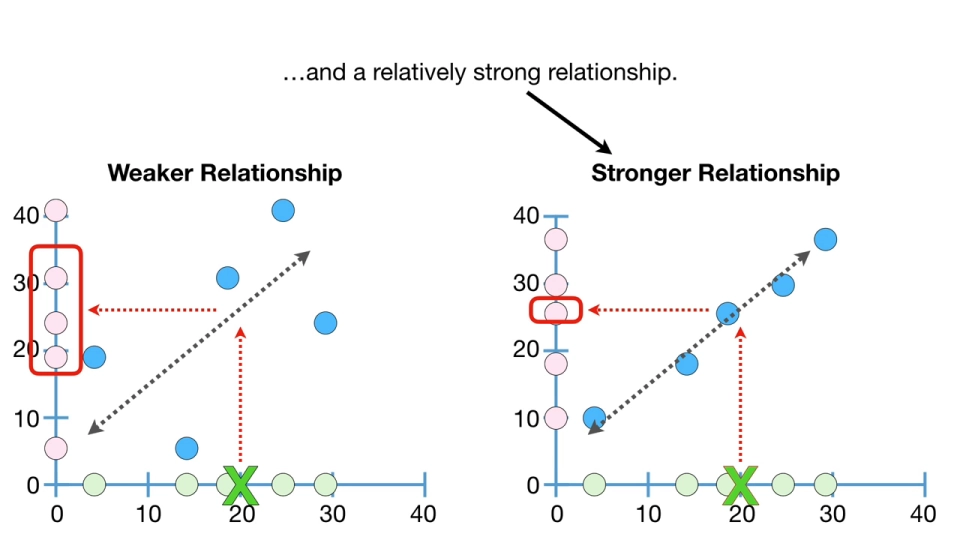 …and a relatively strong relationship.
Weaker Relationship
40
30
20
10
0
0 10 20 30 40
X
Stronger Relationship
40
30
20
10
0
0 10 20 30 40
X